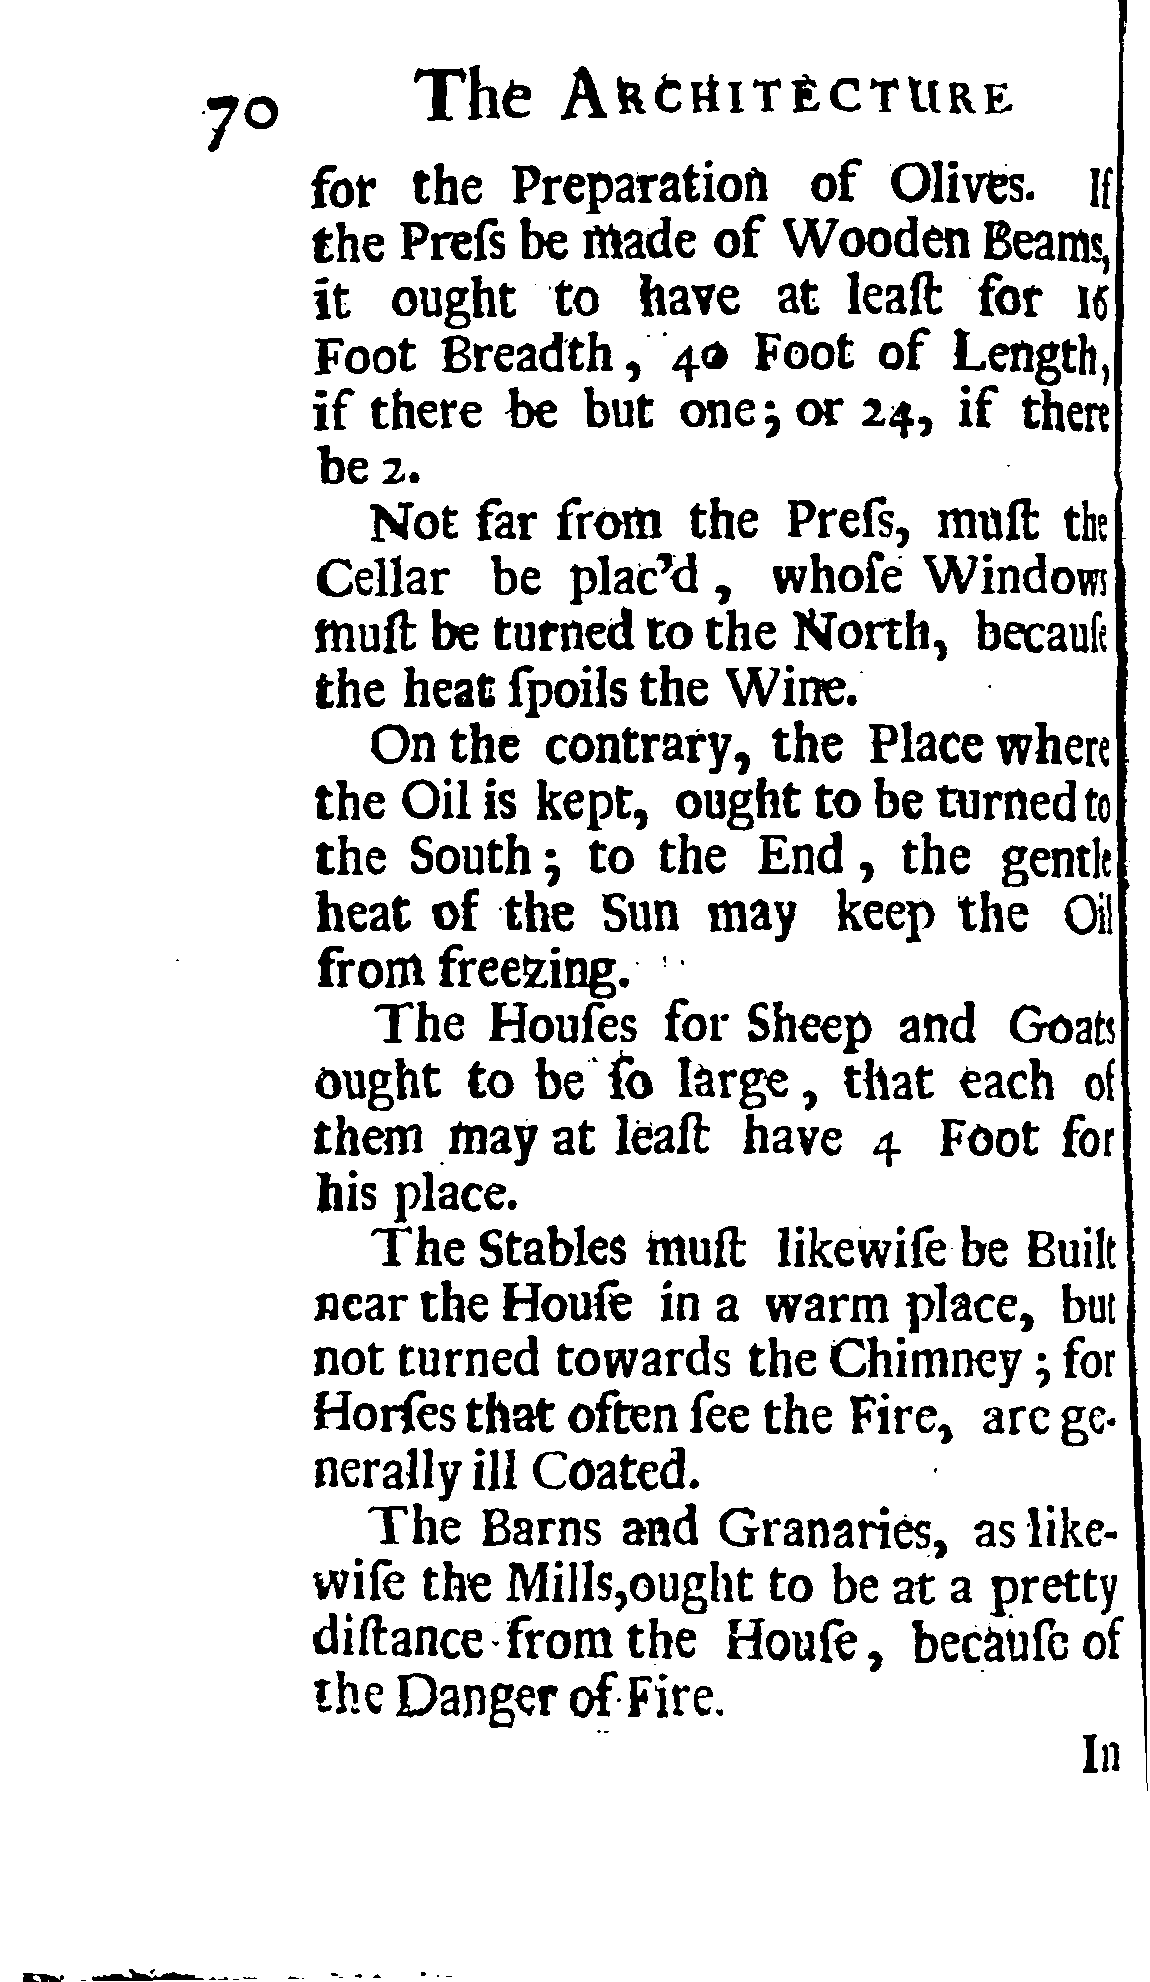 70 The ARCHITECTURE
for the Preparation of Olives. If
the Preſs be made of Wooden Beams,
it ought to have at leaſt for 16
Foot Breadth, 40 Foot of Length,
if there be but one; or 24, if there
be 2.
Not far from the Preſs, muſt the
Cellar be plac'd, whoſe Windows
muſt be turned to the North, becauſe
the heat ſpoils the Wine.
On the contrary, the Place where
the Oil is kept, ought to be turned to
the South; to the End, the gentle
heat of the Sun may keep the Oil
from freezing.
The Houſes for Sheep and Goats
ought to be ſo large, that each of
them may at leaſt have 4 Foot for
his place.
The Stables muſt likewiſe be Built
near the Houſe in a warm place, but
not turned towards the Chimney; for
Horſes that often ſee the Fire, are ge-
nerally ill Coated.
The Barns and Granaries, as like-
wiſe the Mills, ought to be at a pretty
diſtance from the Houſe, becauſe of
the Danger of Fire.
In